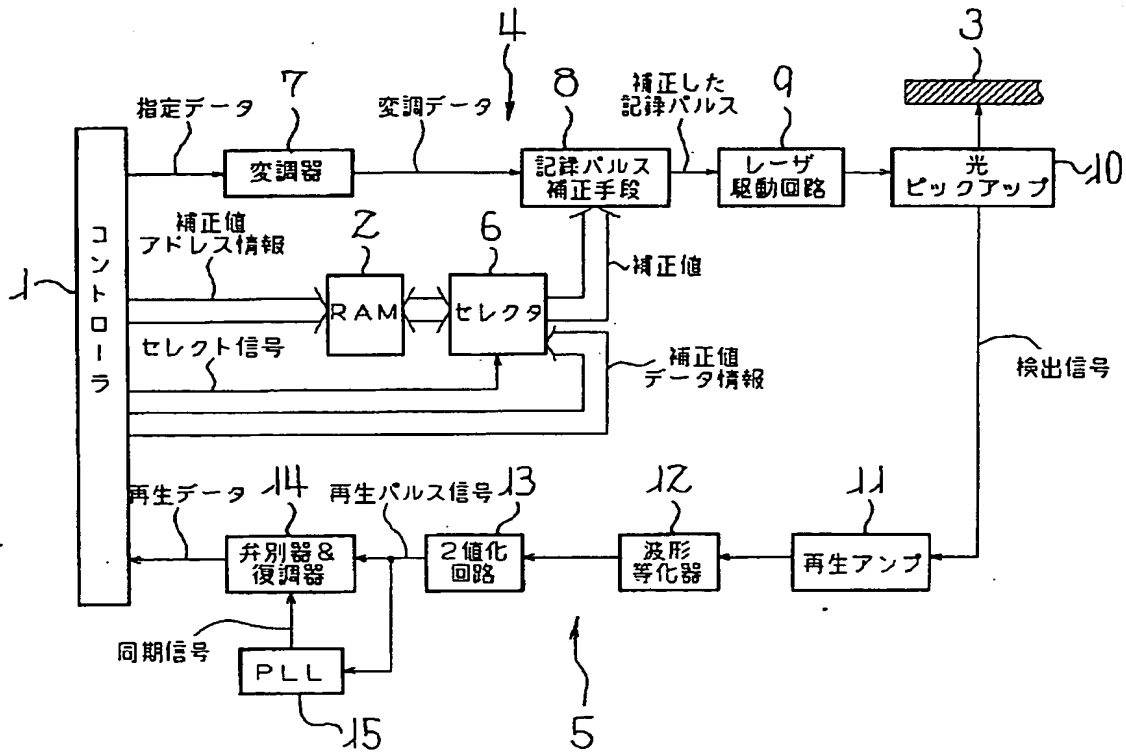 4
3
7
8
9
指定データ
変調データ
補正した
記録パルス
変調器
記録パルス
補正手段
レーザ
駆動回路
光
ピックアップ
10
補正値
アドレス情報
2
6
補正値
コントローラ
1
RAM
セレクタ
セレクト信号
補正値
データ情報
検出信号
再生データ
14
再生パルス信号
13
12
11
弁別器&
復調器
2値化
回路
波形
等化器
再生アンプ
同期信号
PLL
15
5